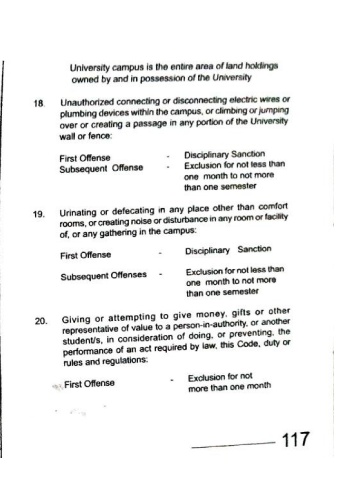 University campus is the entire area of land holdings
owned by and in possession of the University
18. Unauthorized connecting or disconnecting electric wires or
plumbing devices within the campus, or climbing or jumping
over or creating a passage in any portion of the University
wall or fence:
First Offense - Disciplinary Sanction
Subsequent Offense - Exclusion for not less than
one month to not more
than one semester
19. Urinating or defecating in any place other than comfort
rooms, or creating noise or disturbance in any room or facility
of, or any gathering in the campus:
First Offense - Disciplinary Sanction
Subsequent Offenses - Exclusion for not less than
one month to not more
than one semester
20. Giving or attempting to give money, gifts or other
representative of value to a person-in-authority, or another
student/s, in consideration of doing, or preventing, the
performance of an act required by law, this Code, duty or
rules and regulations:
First Offense - Exclusion for not
more than one month
117